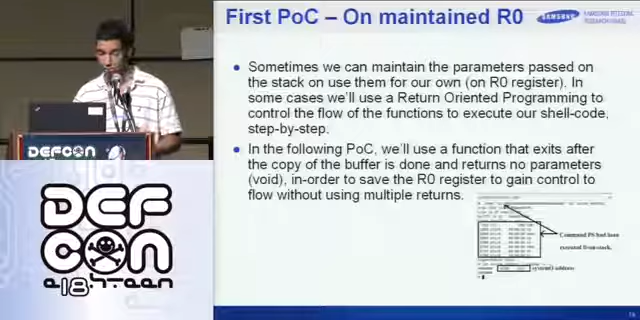 First PoC – On maintained R0
SAMSUNG
Sometimes we can maintain the parameters passed on
the stack on use them for our own (on R0 register). In
some cases we'll use a Return Oriented Programming to
control the flow of the functions to execute our shell-code,
step-by-step.
In the following PoC, we'll use a function that exits after
the copy of the buffer is done and returns no parameters
(void), in-order to save the R0 register to gain control to
flow without using multiple returns.
Command PS had been
executed from stack.
system() address
DEFCON
DEF
CON
e18teen